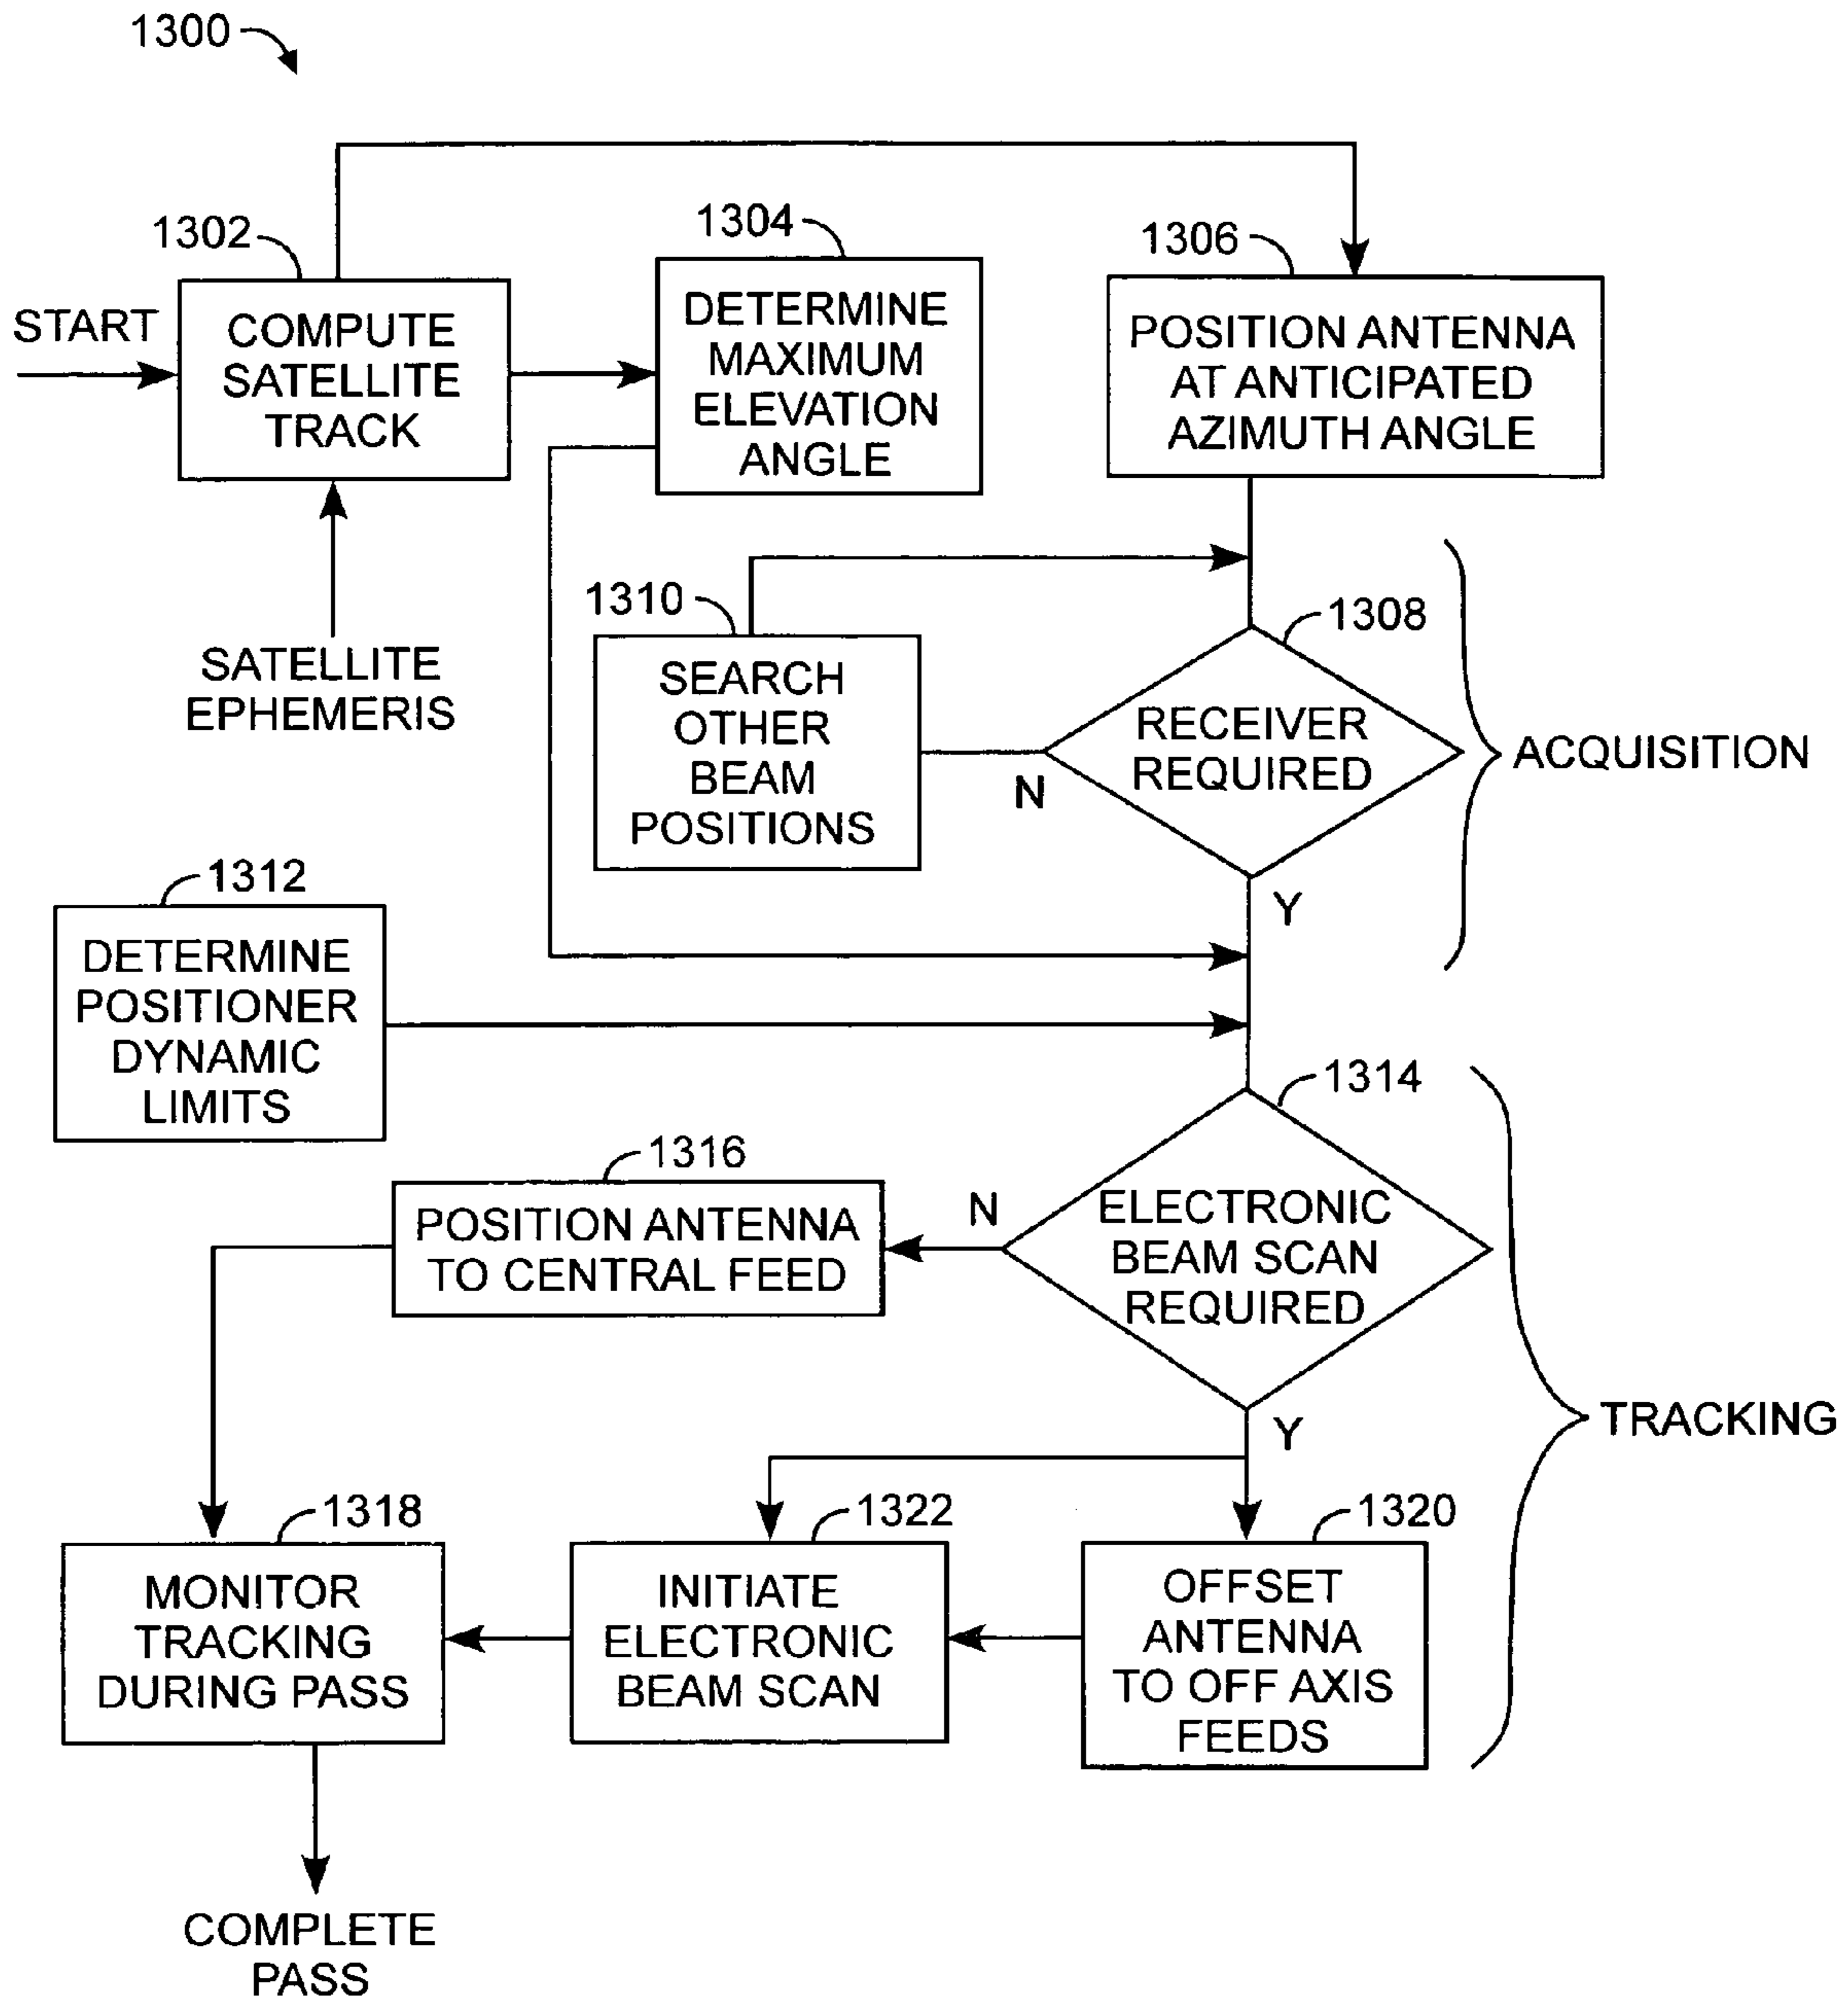 1300
1302
START
COMPUTE
SATELLITE
TRACK
SATELLITE
EPHEMERIS
1304
DETERMINE
MAXIMUM
ELEVATION
ANGLE
1306
POSITION ANTENNA
AT ANTICIPATED
AZIMUTH ANGLE
1310
SEARCH
OTHER
BEAM
POSITIONS
1308
RECEIVER
REQUIRED
N
Y
ACQUISITION
1312
DETERMINE
POSITIONER
DYNAMIC
LIMITS
1314
ELECTRONIC
BEAM SCAN
REQUIRED
N
Y
1316
POSITION ANTENNA
TO CENTRAL FEED
TRACKING
1318
MONITOR
TRACKING
DURING PASS
1322
INITIATE
ELECTRONIC
BEAM SCAN
1320
OFFSET
ANTENNA
TO OFF AXIS
FEEDS
COMPLETE
PASS